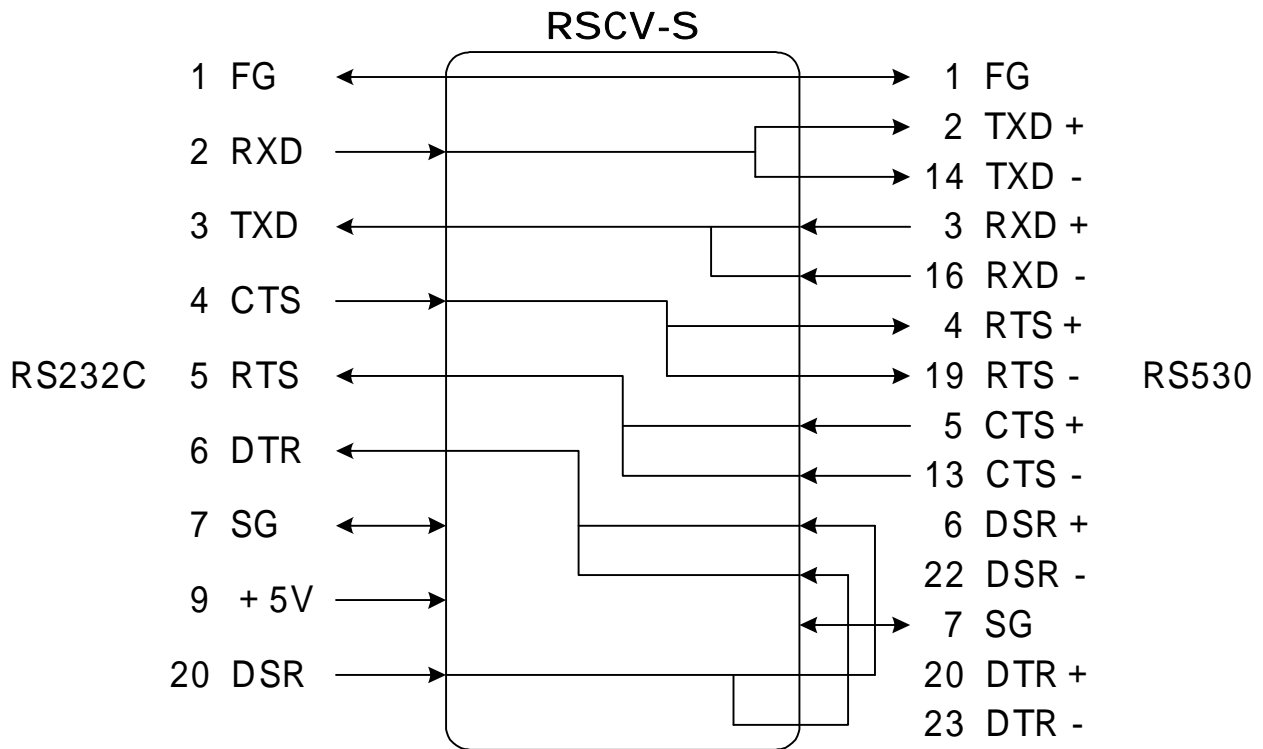 RSCV-S
1 FG
2 RXD
3 TXD
4 CTS
RS232C
5 RTS
6 DTR
7 SG
9 +5V
20 DSR
1 FG
2 TXD +
14 TXD -
3 RXD +
16 RXD -
4 RTS +
19 RTS -
5 CTS +
13 CTS -
6 DSR +
22 DSR -
7 SG
20 DTR +
23 DTR -
RS530